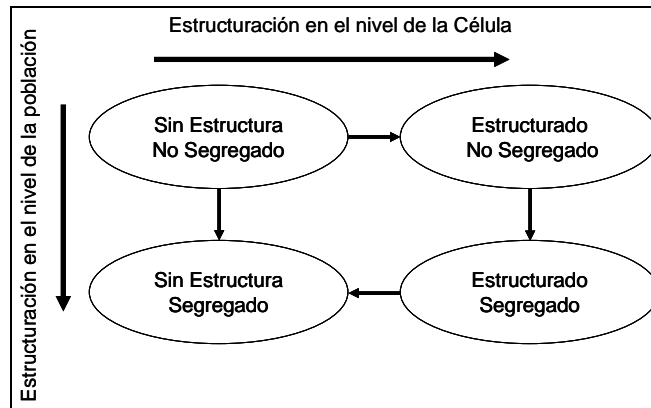 Estructuración en el nivel de la Célula
Estructuración en el nivel de la población
Sin Estructura
No Segregado
Estructurado
No Segregado
Sin Estructura
Segregado
Estructurado
Segregado